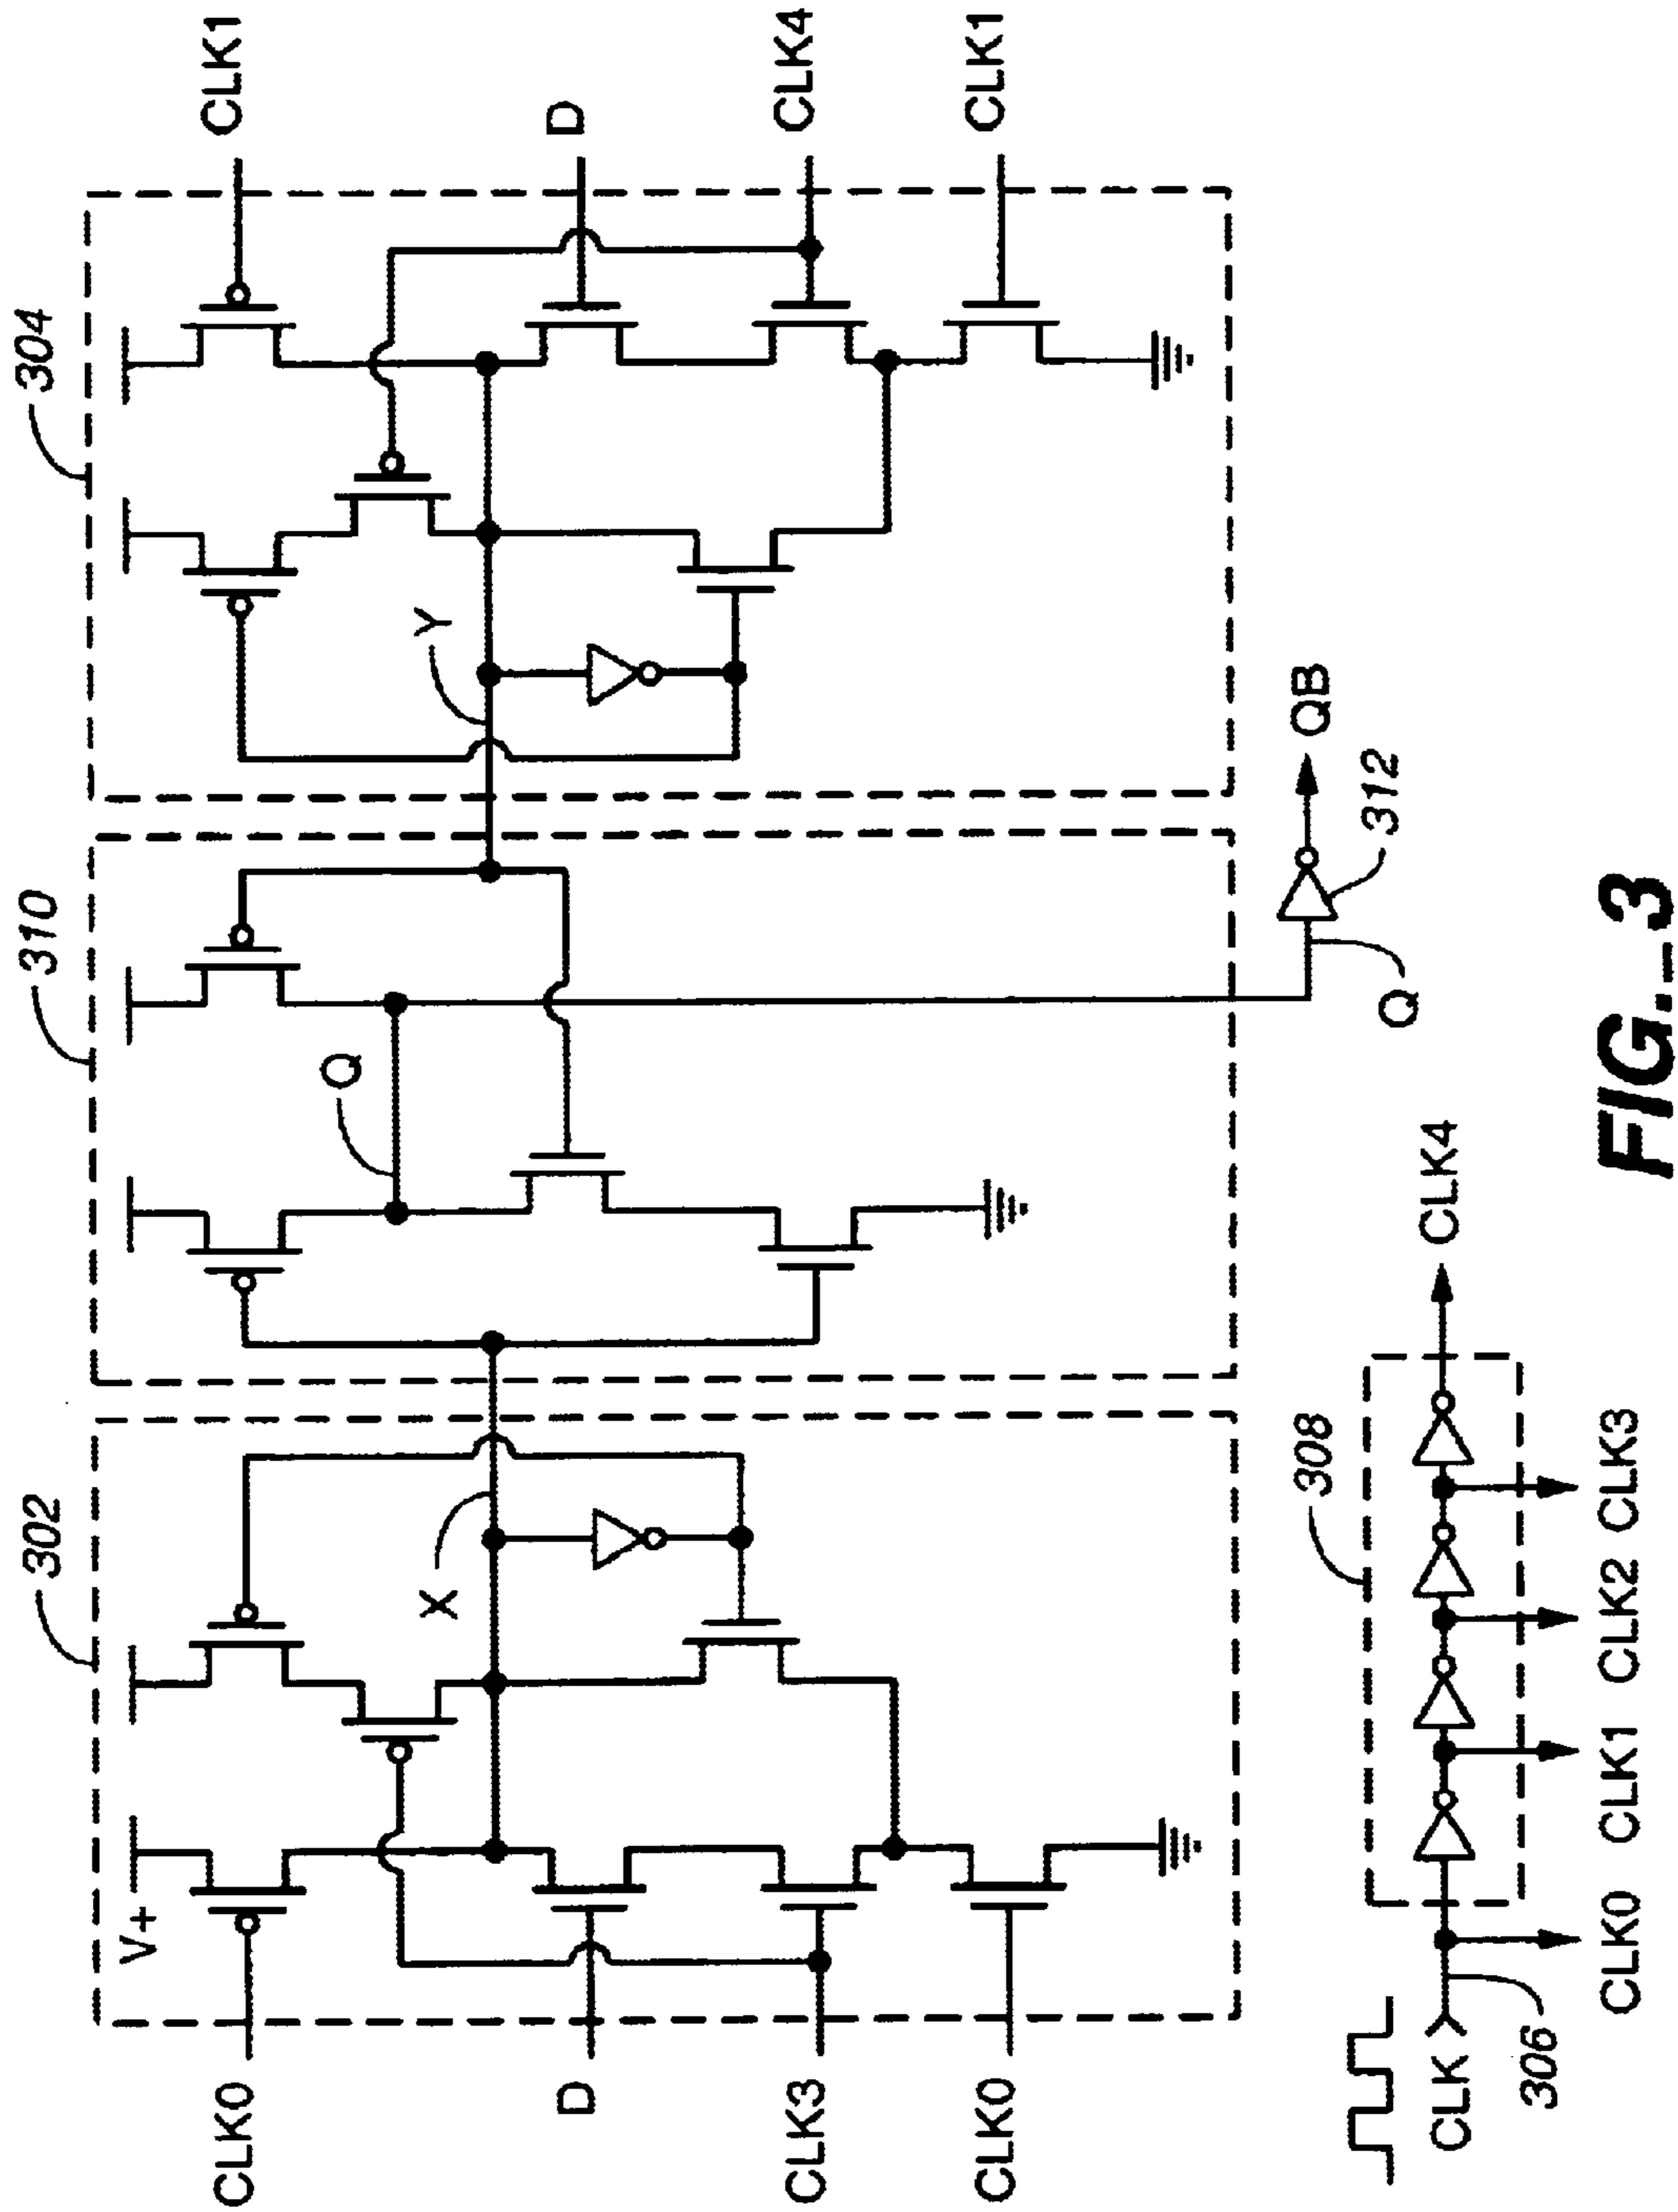 302
310
304
V+
X
Q
Y
CLK0
D
CLK3
CLK0
CLK1
D
CLK4
CLK1
Q
312
QB
308
CLK
306
CLK4
CLK0 CLK1 CLK2 CLK3
FIG._3